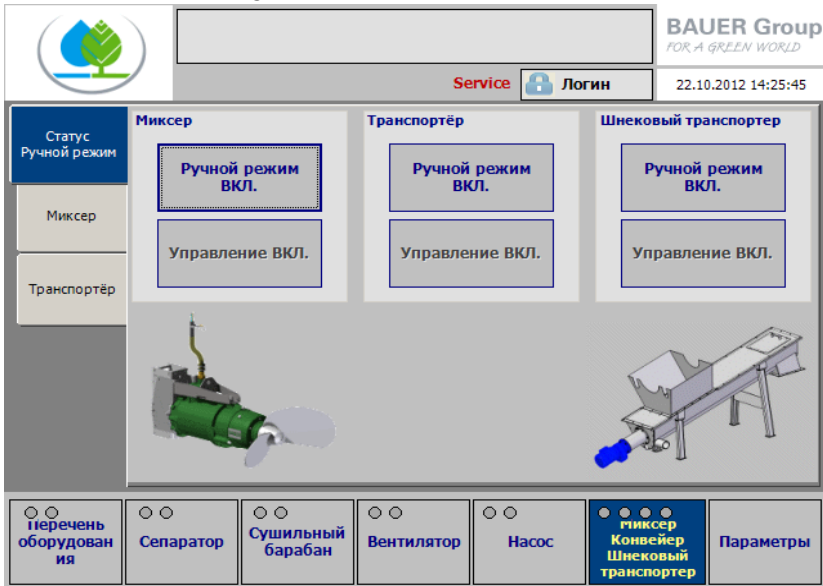 BAUER Group
FOR A GREEN WORLD
Service
Логин
22.10.2012 14:25:45
Статус
Ручной режим
Миксер
Транспортёр
Миксер
Ручной режим
ВКЛ.
Управление ВКЛ.
Транспортёр
Ручной режим
ВКЛ.
Управление ВКЛ.
Шнековый транспортер
Ручной режим
ВКЛ.
Управление ВКЛ.
Перечень
оборудован
ия
Сепаратор
Сушильный
барабан
Вентилятор
Насос
Миксер
Конвейер
Шнековый
транспортер
Параметры